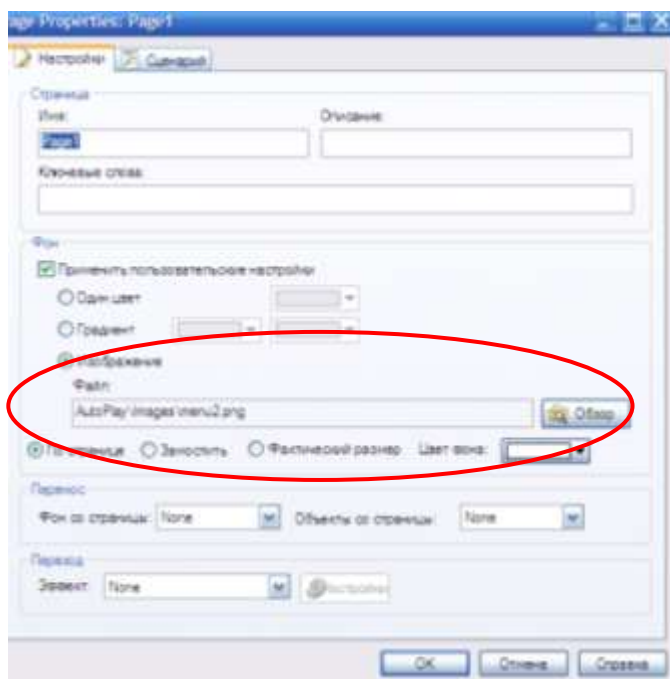 age Properties: Page1
Настройки Сценарий
Страница
Имя: Описание:
Page1
Ключевые слова:
Фон
Применить пользовательские настройки
Один цвет
Градиент
Изображение
Файл:
AutoPlay\Images\menu2.png Обзор
По странице Замостить Фактический размер Цвет фона:
Перенос
Фон со страницы: None Объекты со страницы: None
Переход
Эффект: None Настройки
OK Отмена Справка